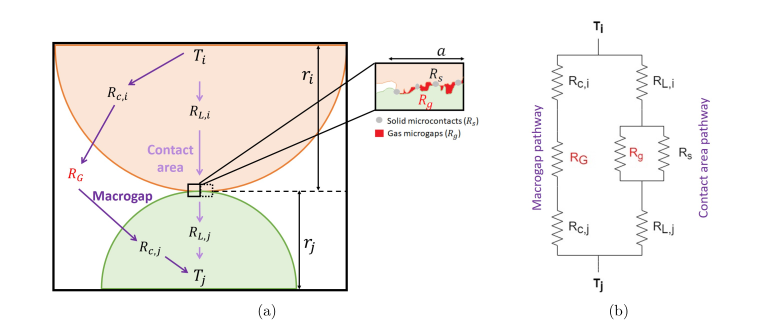 T_i
R_{c,i}
R_{L,i}
r_i
Contact
area
R_G
Macrogap
R_{L,j}
R_{c,j}
T_j
r_j
a
R_s
R_g
Solid microcontacts (R_s)
Gas microgaps (R_g)
(a)
T_i
R_{c,i}
R_{L,i}
Macrogap pathway
R_G
R_g
R_s
Contact area pathway
R_{c,j}
R_{L,j}
T_j
(b)